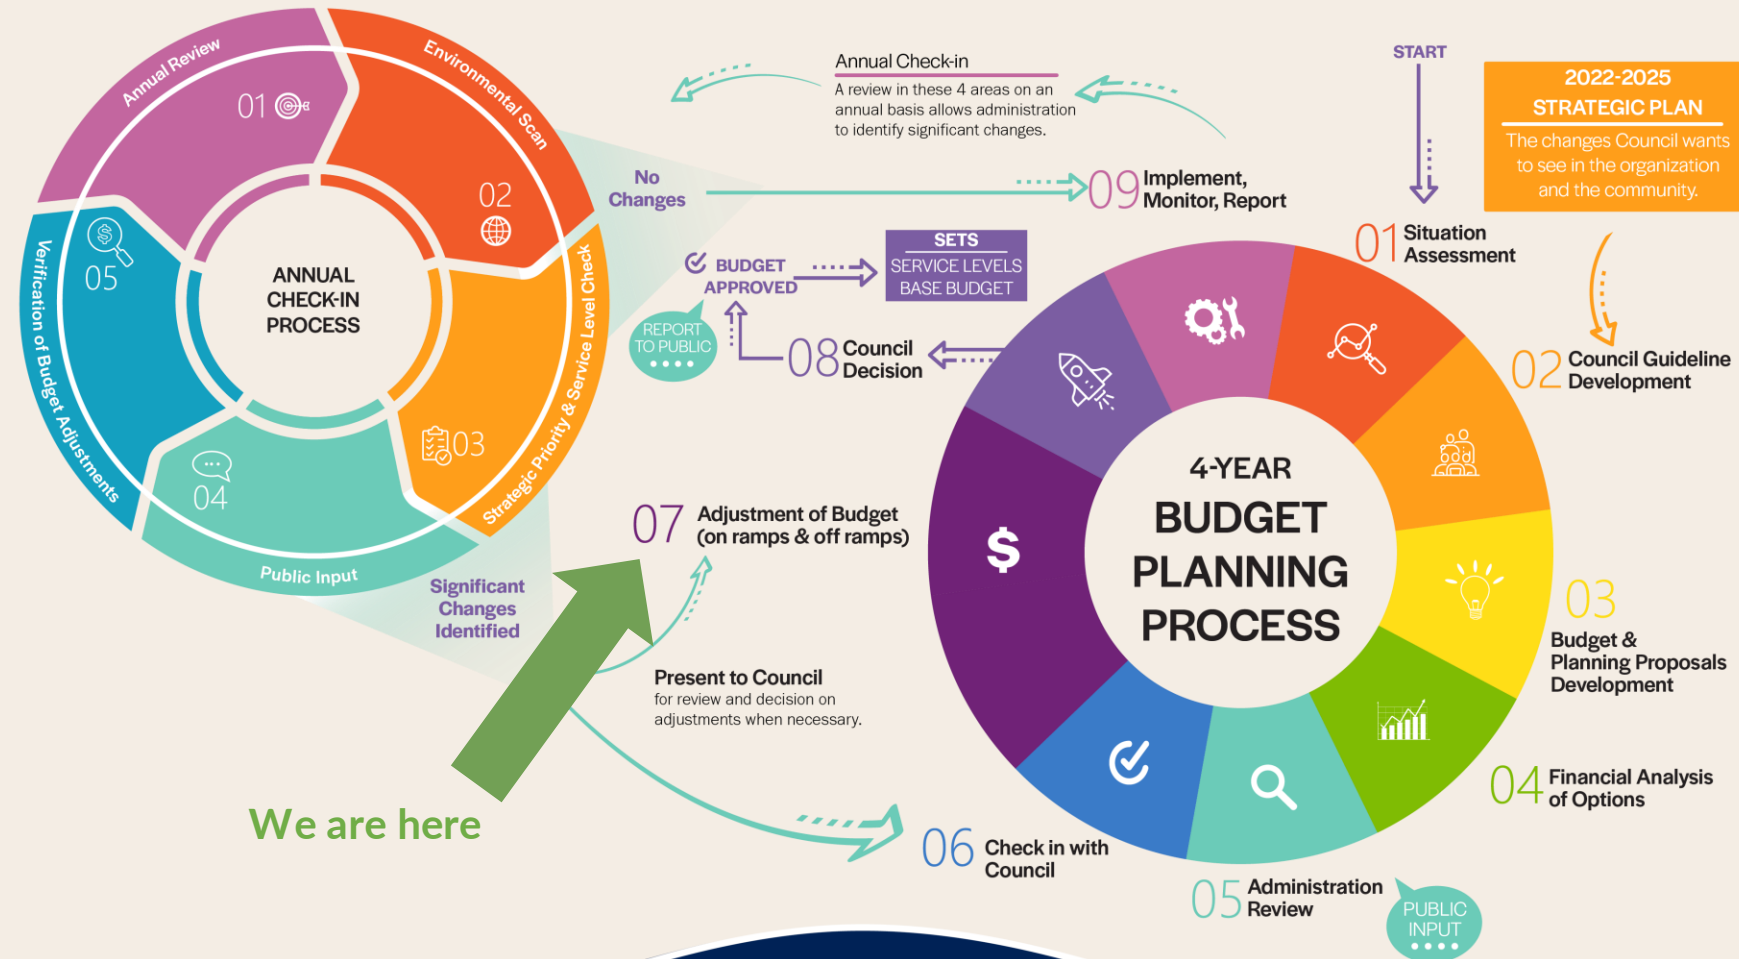 Annual Review
01
Environmental Scan
02
Strategic Priority & Service Level Check
03
Public Input
04
Verification of Budget Adjustments
05
ANNUAL
CHECK-IN
PROCESS
Annual Check-in
A review in these 4 areas on an
annual basis allows administration
to identify significant changes.
No
Changes
Significant
Changes
Identified
START
2022-2025
STRATEGIC PLAN
The changes Council wants
to see in the organization
and the community.
4-YEAR
BUDGET
PLANNING
PROCESS
01 Situation
Assessment
02 Council Guideline
Development
03
Budget &
Planning Proposals
Development
04 Financial Analysis
of Options
05 Administration
Review
PUBLIC
INPUT
06 Check in with
Council
07 Adjustment of Budget
(on ramps & off ramps)
Present to Council
for review and decision on
adjustments when necessary.
08 Council
Decision
BUDGET
APPROVED
REPORT
TO PUBLIC
SETS
SERVICE LEVELS
BASE BUDGET
09 Implement,
Monitor, Report
We are here
$
$